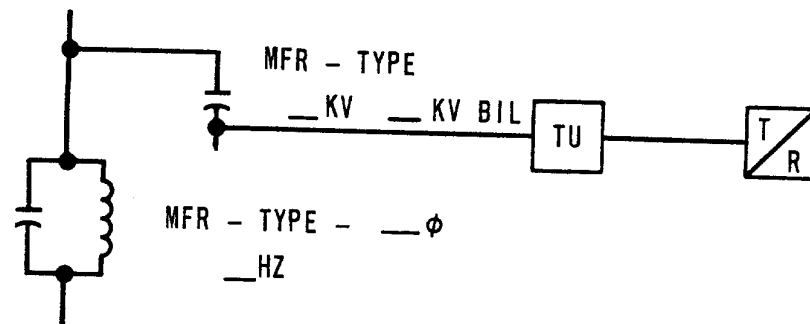 MFR – TYPE
__KV __KV BIL
TU
T
R
MFR – TYPE – __ϕ
__HZ